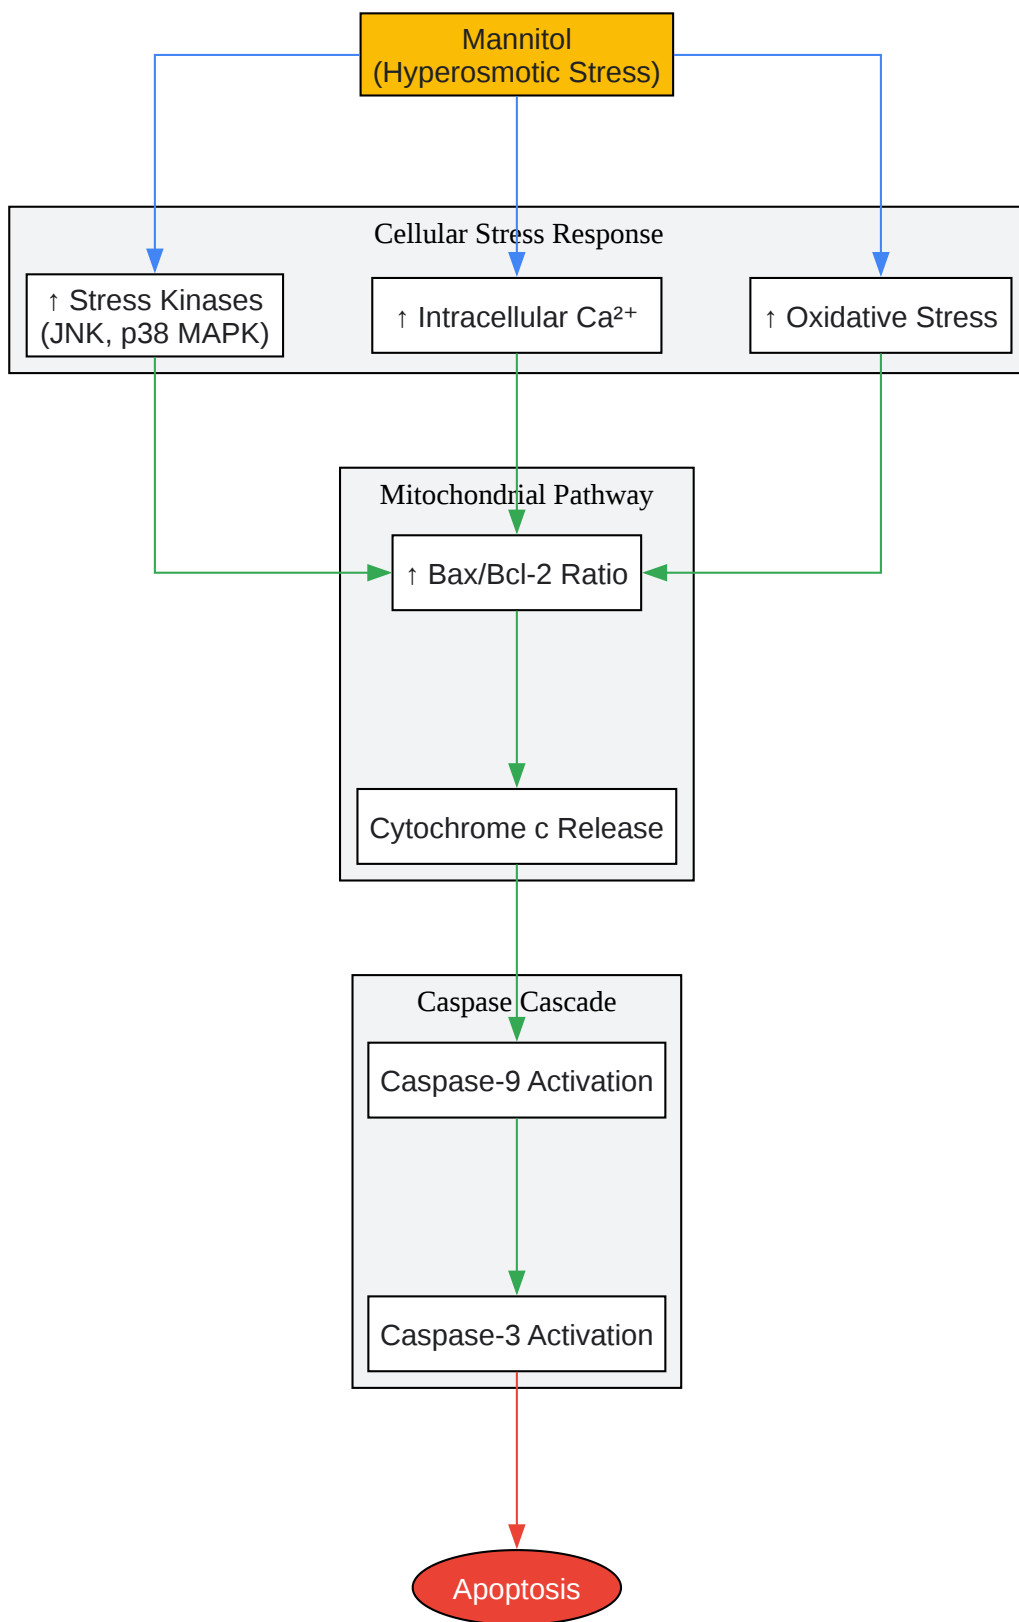 Mannitol
(Hyperosmotic Stress)
Cellular Stress Response
↑ Stress Kinases
(JNK, p38 MAPK)
↑ Intracellular Ca²⁺
↑ Oxidative Stress
Mitochondrial Pathway
↑ Bax/Bcl-2 Ratio
Cytochrome c Release
Caspase Cascade
Caspase-9 Activation
Caspase-3 Activation
Apoptosis